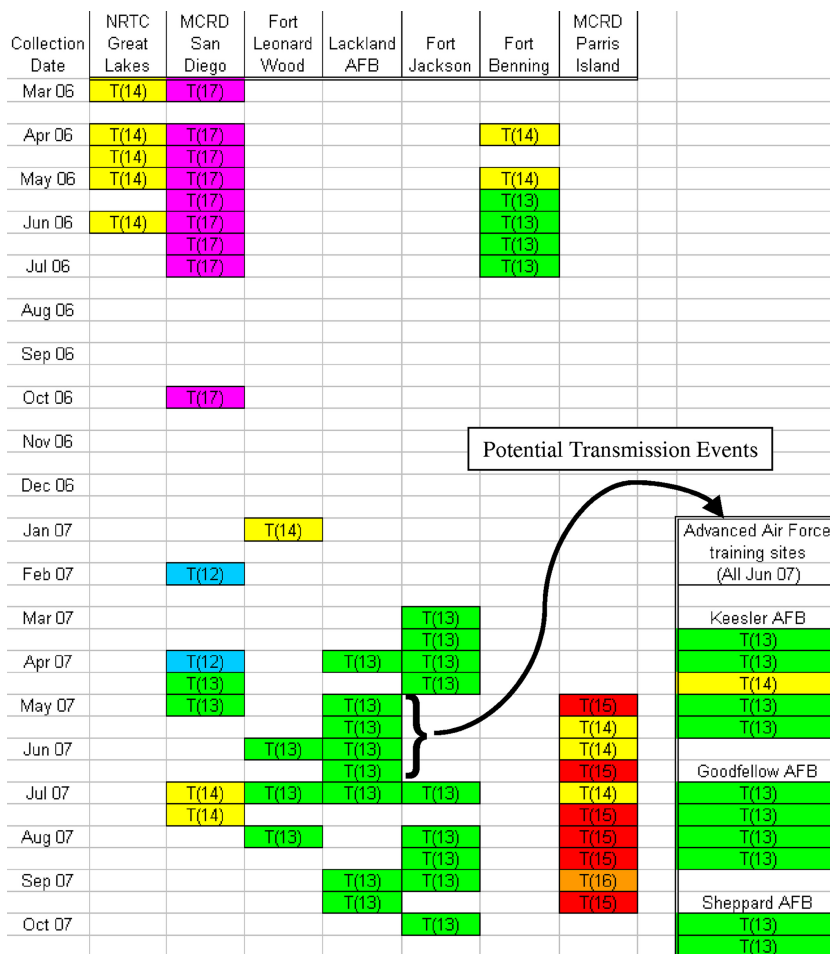 NRTC MCRD Fort MCRD
Collection Great San Leonard Lackland Fort Fort Parris
Date Lakes Diego Wood AFB Jackson Benning Island
Mar 06 T(14) T(17)
Apr 06 T(14) T(17) T(14)
T(14) T(17)
May 06 T(14) T(17) T(14)
T(17) T(13)
Jun 06 T(14) T(17) T(13)
T(17) T(13)
Jul 06 T(17) T(13)
Aug 06
Sep 06
Oct 06 T(17)
Nov 06
Potential Transmission Events
Dec 06
Jan 07 T(14) Advanced Air Force
training sites
Feb 07 T(12) (All Jun 07)
Mar 07 T(13) Keesler AFB
T(13) T(13)
Apr 07 T(12) T(13) T(13) T(13)
T(13) T(13) T(14)
May 07 T(13) T(13) T(15) T(13)
T(13) T(14) T(13)
Jun 07 T(13) T(13) T(14)
T(13) T(15) Goodfellow AFB
Jul 07 T(14) T(13) T(13) T(13) T(14) T(13)
T(14) T(15) T(13)
Aug 07 T(13) T(13) T(15) T(13)
T(13) T(15) T(13)
Sep 07 T(13) T(13) T(16)
T(13) T(15) Sheppard AFB
Oct 07 T(13) T(13)
T(13)